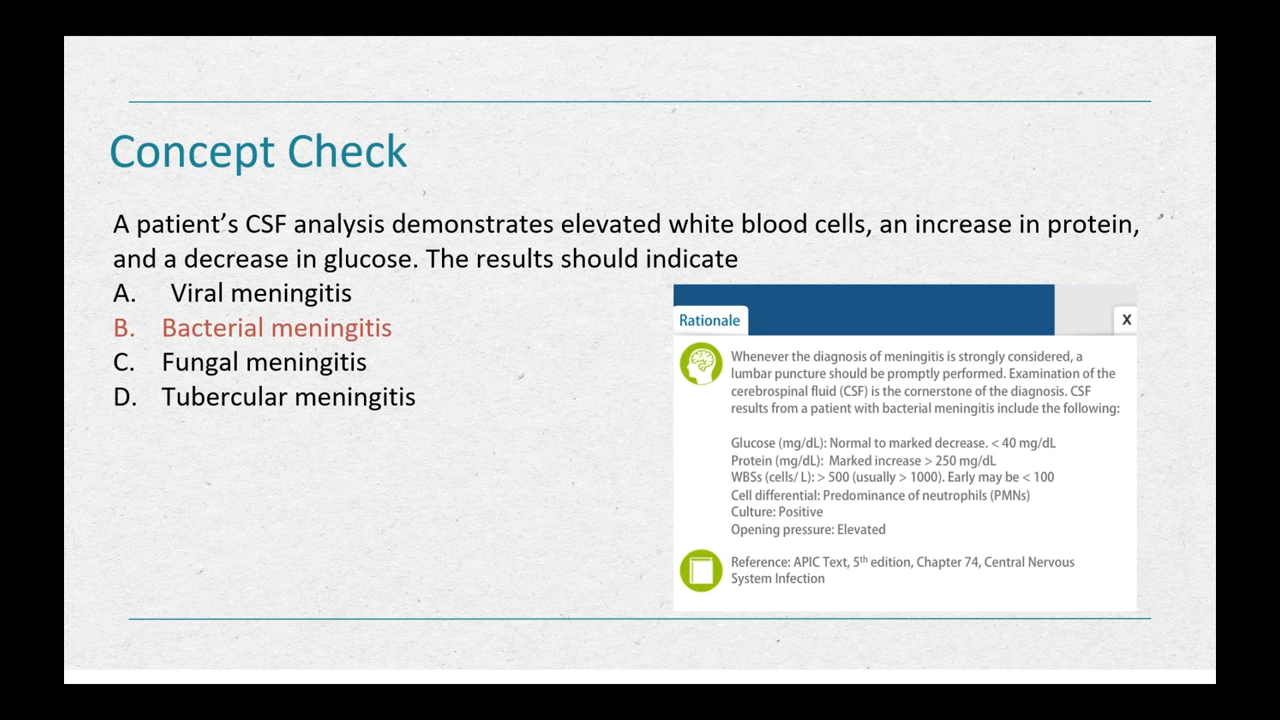 Concept Check
A patient’s CSF analysis demonstrates elevated white blood cells, an increase in protein,
and a decrease in glucose. The results should indicate
A. Viral meningitis
B. Bacterial meningitis
C. Fungal meningitis
D. Tubercular meningitis
Rationale
X
Whenever the diagnosis of meningitis is strongly considered, a
lumbar puncture should be promptly performed. Examination of the
cerebrospinal fluid (CSF) is the cornerstone of the diagnosis. CSF
results from a patient with bacterial meningitis include the following:
Glucose (mg/dL): Normal to marked decrease. < 40 mg/dL
Protein (mg/dL): Marked increase > 250 mg/dL
WBSs (cells/ L): > 500 (usually > 1000). Early may be < 100
Cell differential: Predominance of neutrophils (PMNs)
Culture: Positive
Opening pressure: Elevated
Reference: APIC Text, 5th edition, Chapter 74, Central Nervous
System Infection